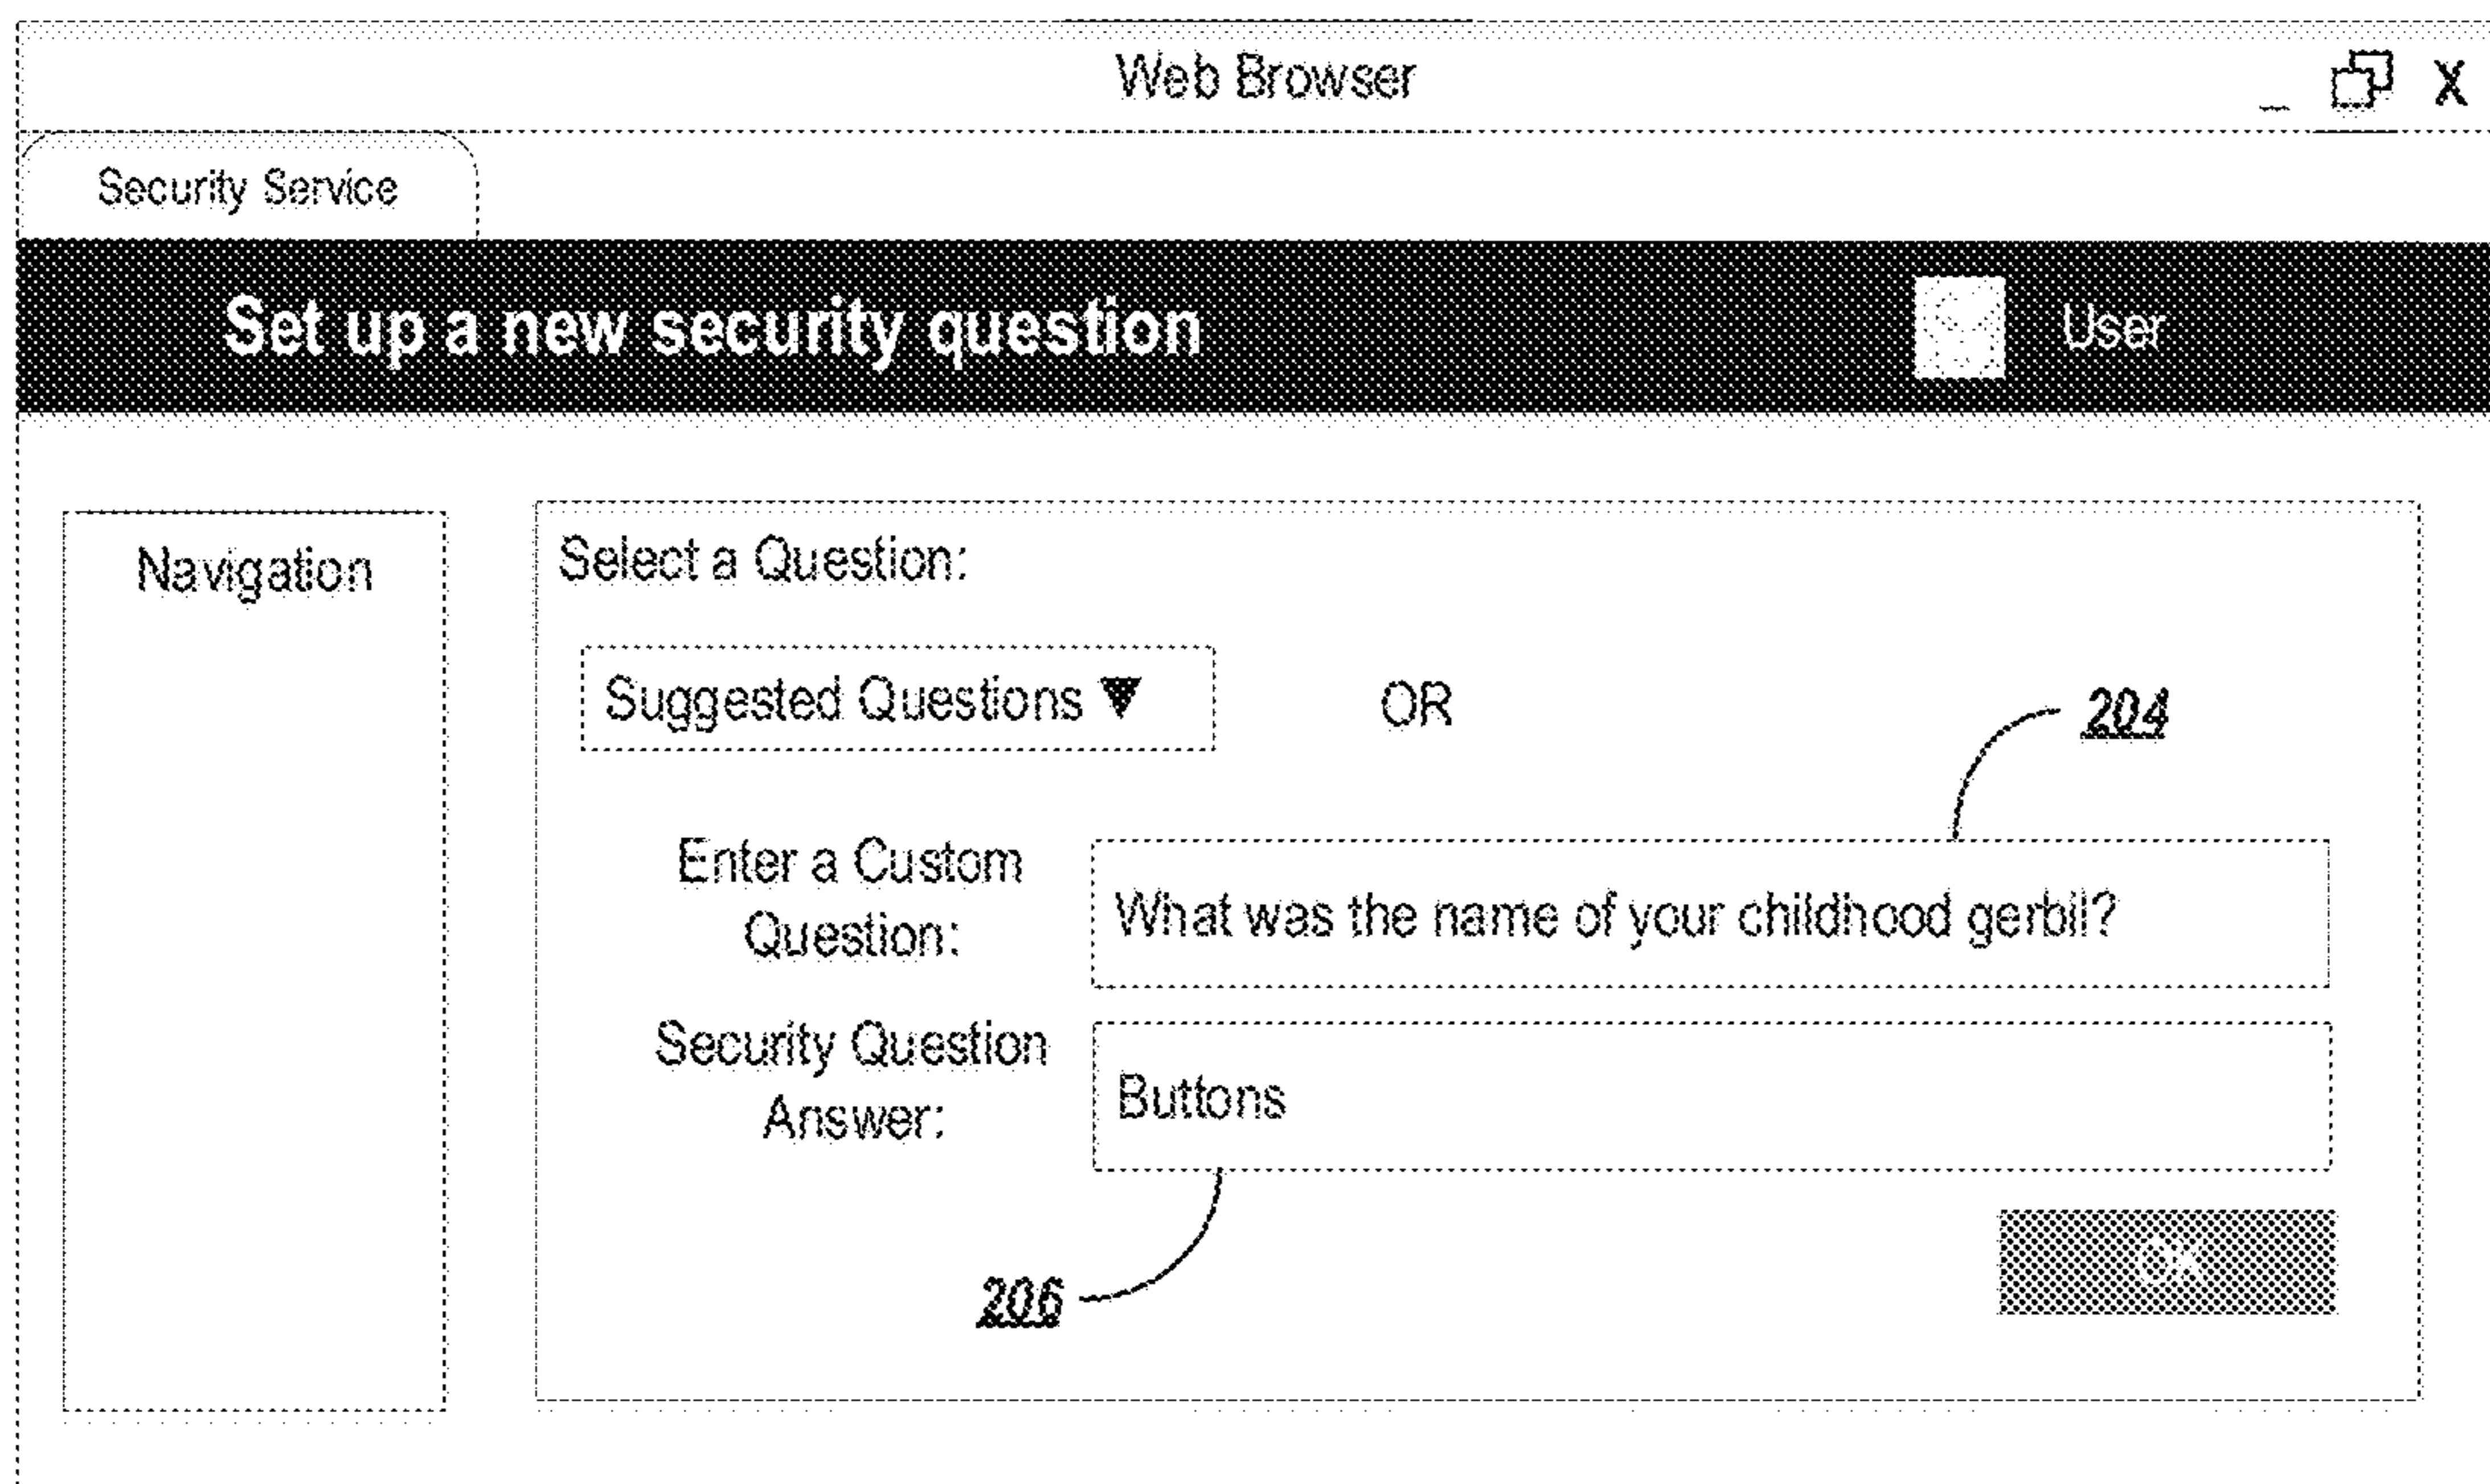 Web Browser
_ X
Security Service
Set up a new security question
User
Navigation
Select a Question:
Suggested Questions ▼
OR
204
Enter a Custom
Question:
What was the name of your childhood gerbil?
Security Question
Answer:
Buttons
206
OK